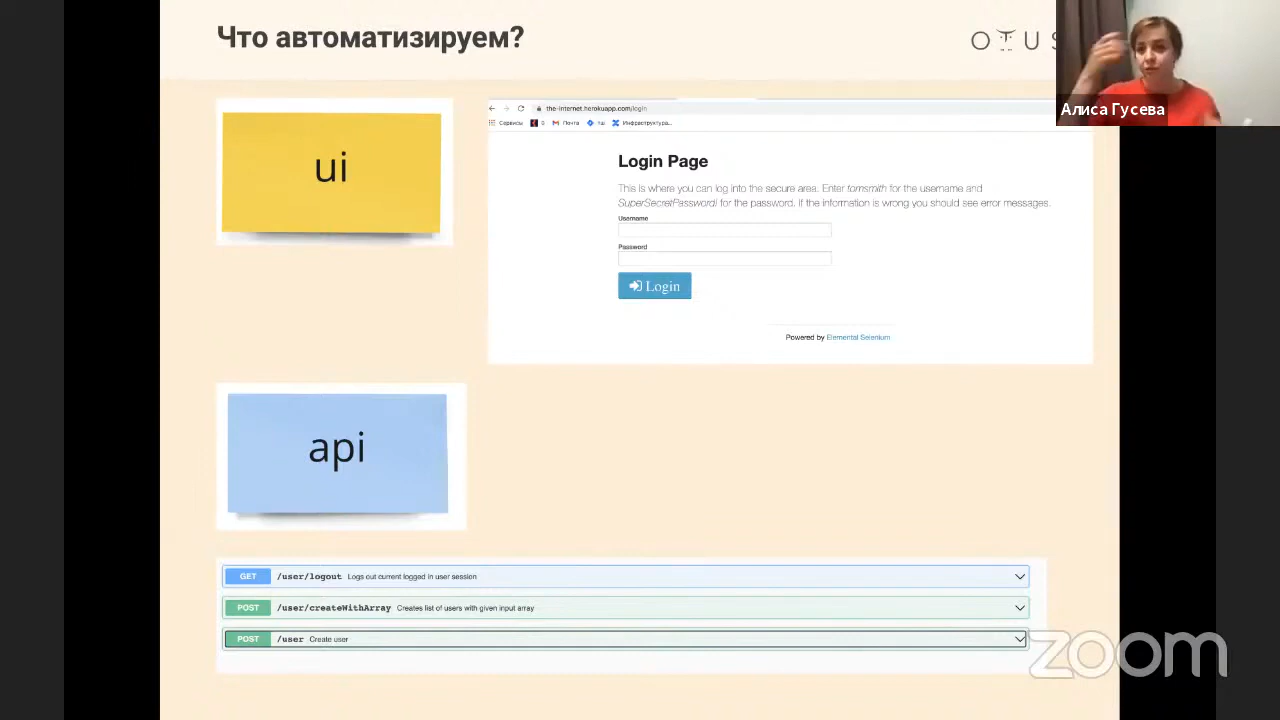 Что автоматизируем?
OTUS
Алиса Гусева
ui
the-internet.herokuapp.com/login
Сервисы 0 Почта тш Инфраструктура...
Login Page
This is where you can log into the secure area. Enter tomsmith for the username and
SuperSecretPassword! for the password. If the information is wrong you should see error messages.
Username
Password
Login
Powered by Elemental Selenium
api
GET /user/logout Logs out current logged in user session
POST /user/createWithArray Creates list of users with given input array
POST /user Create user
zoom